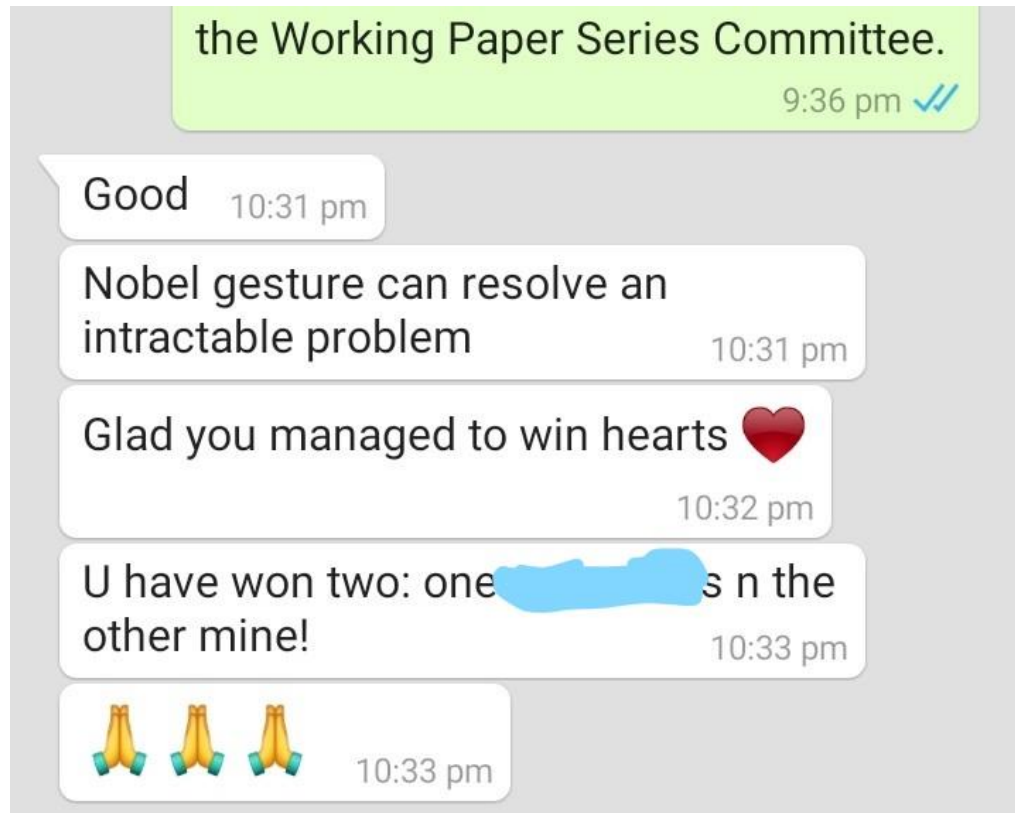 the Working Paper Series Committee.
9:36 pm
Good 10:31 pm
Nobel gesture can resolve an
intractable problem 10:31 pm
Glad you managed to win hearts
10:32 pm
U have won two: one s n the
other mine! 10:33 pm
10:33 pm